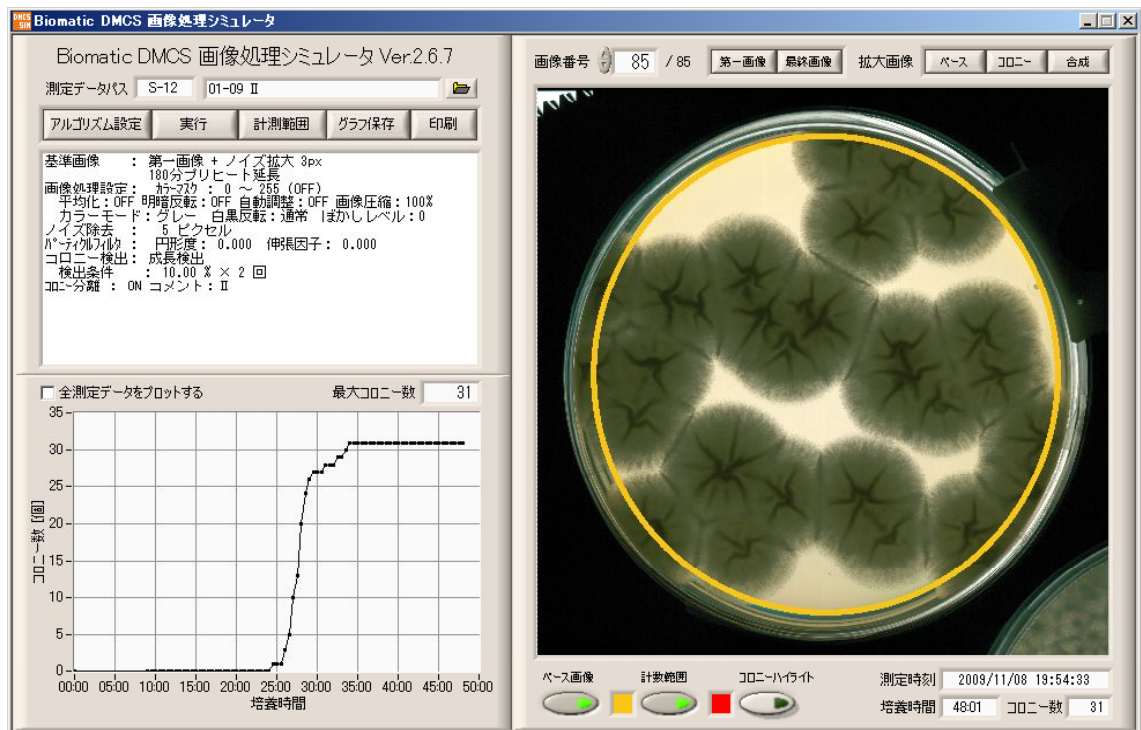 Biomatic DMCS 画像処理シミュレータ
Biomatic DMCS 画像処理シミュレータ Ver.2.6.7
測定データパス S-12 01-09 Ⅱ
アルゴリズム設定 実行 計測範囲 グラフ保存 印刷
基準画像 : 第一画像 + ノイズ拡大 3px
180分プリヒート延長
画像処理設定: カラーマスク : 0 ~ 255 (OFF)
平均化:OFF 明暗反転:OFF 自動調整:OFF 画像圧縮:100%
カラーモード:グレー 白黒反転:通常 ぼかしレベル:0
ノイズ除去 : 5 ピクセル
パーティクルフィルタ : 円形度: 0.000 伸張因子: 0.000
コロニー検出: 成長検出
検出条件 : 10.00 % × 2 回
コロニー分離 : ON コメント:Ⅱ
全測定データをプロットする 最大コロニー数 31
コロニー数 [個]
35
30
25
20
15
10
5
0
00:00 05:00 10:00 15:00 20:00 25:00 30:00 35:00 40:00 45:00 50:00
培養時間
画像番号 85 / 85 第一画像 最終画像 拡大画像 ベース コロニー 合成
ベース画像 計数範囲 コロニーハイライト
測定時刻 2009/11/08 19:54:33
培養時間 48:01 コロニー数 31